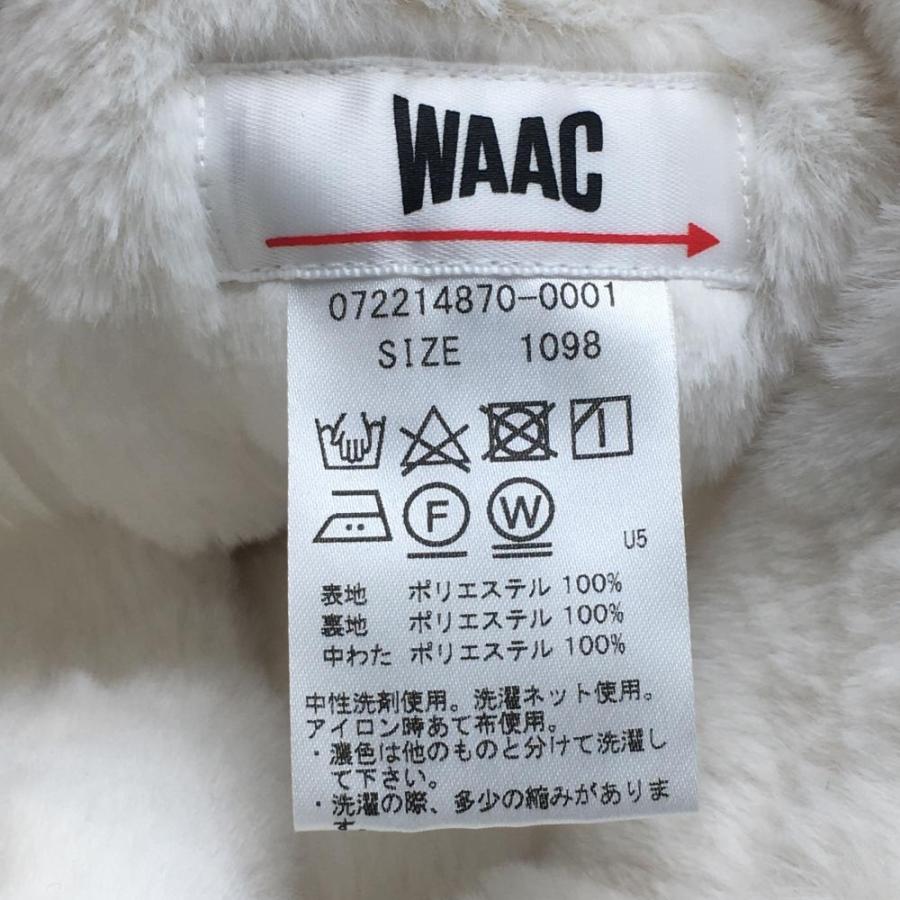 WAAC
072214870-0001
SIZE 1098
F W
U5
表地 ポリエステル 100%
裏地 ポリエステル 100%
中わた ポリエステル 100%
中性洗剤使用。洗濯ネット使用。
アイロン時あて布使用。
・濃色は他のものと分けて洗濯し
て下さい。
・洗濯の際、多少の縮みがありま
す。